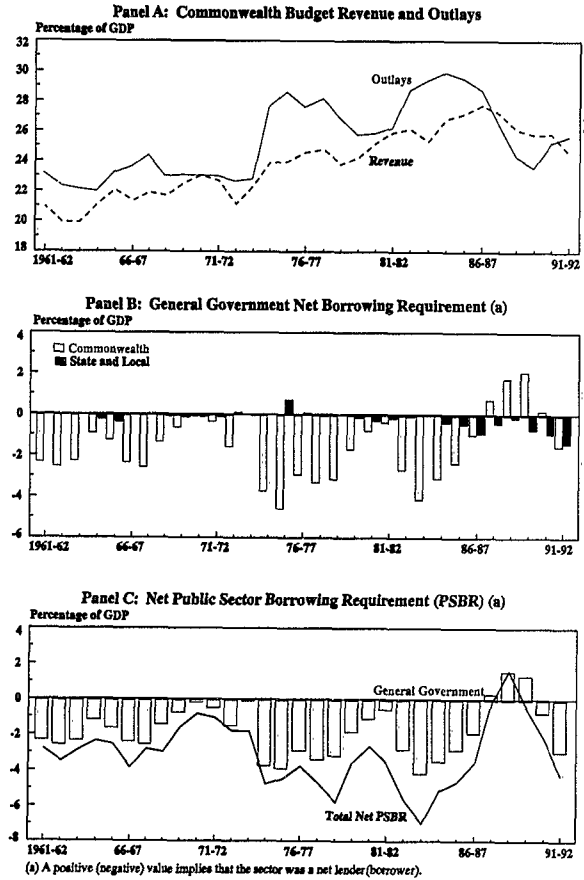 Panel A: Commonwealth Budget Revenue and Outlays
Percentage of GDP
32
30
28
26
24
22
20
18
Outlays
Revenue
1961-62 66-67 71-72 76-77 81-82 86-87 91-92
Panel B: General Government Net Borrowing Requirement (a)
Percentage of GDP
4
2
0
-2
-4
-6
Commonwealth
State and Local
1961-62 66-67 71-72 76-77 81-82 86-87 91-92
Panel C: Net Public Sector Borrowing Requirement (PSBR) (a)
Percentage of GDP
4
2
0
-2
-4
-6
-8
General Government
Total Net PSBR
1961-62 66-67 71-72 76-77 81-82 86-87 91-92
(a) A positive (negative) value implies that the sector was a net lender (borrower).